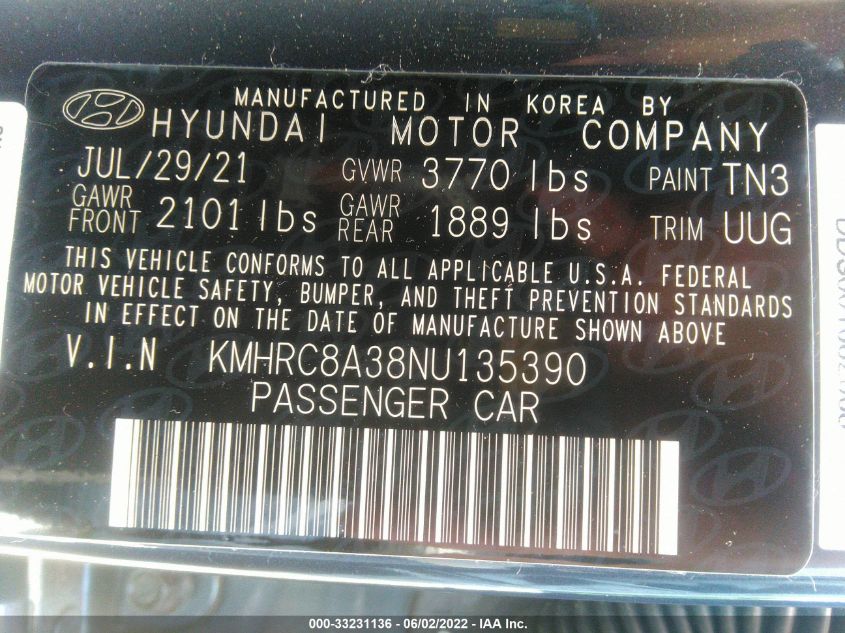 MANUFACTURED IN KOREA BY
HYUNDAI MOTOR COMPANY
JUL/29/21 GVWR 3770 lbs PAINT TN3
GAWR FRONT 2101 lbs GAWR REAR 1889 lbs TRIM UUG
THIS VEHICLE CONFORMS TO ALL APPLICABLE U.S.A. FEDERAL
MOTOR VEHICLE SAFETY, BUMPER, AND THEFT PREVENTION STANDARDS
IN EFFECT ON THE DATE OF MANUFACTURE SHOWN ABOVE
V.I.N KMHRC8A38NU135390
PASSENGER CAR
000-33231136 - 06/02/2022 - IAA Inc.